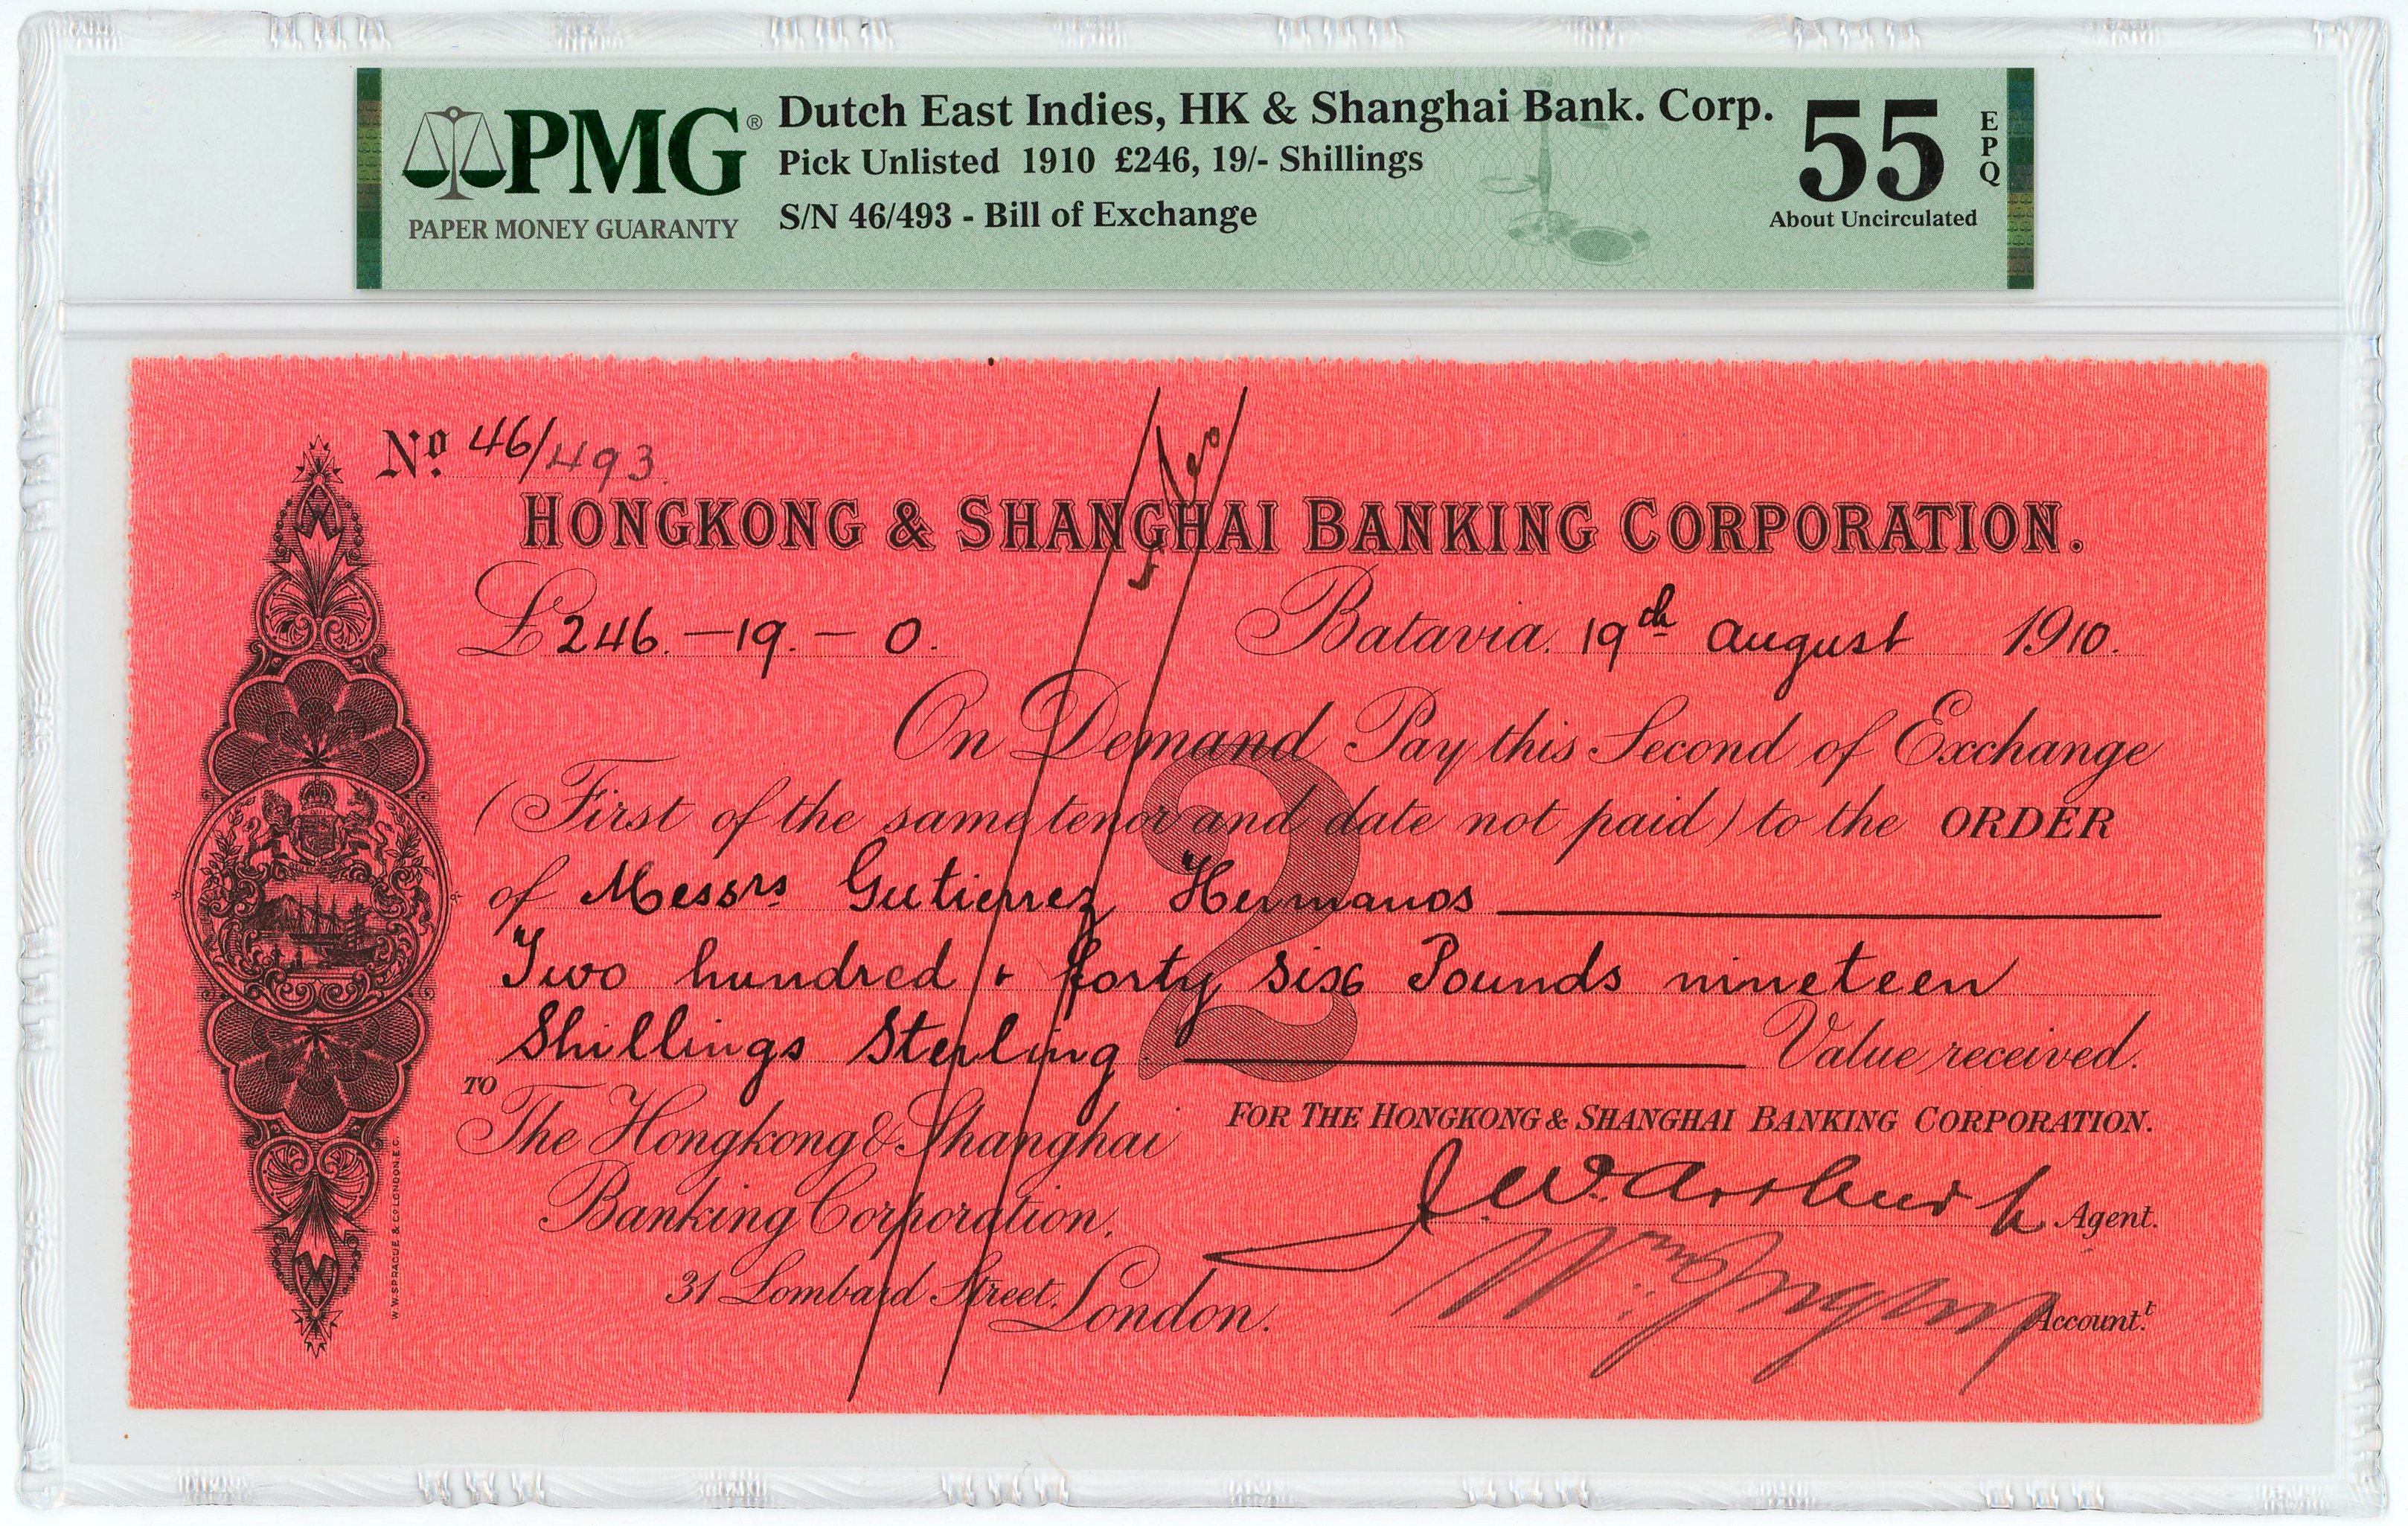 PMG®
PAPER MONEY GUARANTY
Dutch East Indies, HK & Shanghai Bank. Corp.
Pick Unlisted 1910 £246, 19/- Shillings
S/N 46/493 - Bill of Exchange
55
EPQ
About Uncirculated
No. 46/493
HONGKONG & SHANGHAI BANKING CORPORATION.
£ 246. - 19. - 0.
Batavia. 19th august 1910.
On Demand Pay this Second of Exchange
(First of the same tenor and date not paid) to the ORDER
of Messrs Gutierrez Hermanos
Two hundred + forty six Pounds nineteen
Shillings Sterling Value received.
2
TO
The Hongkong & Shanghai
Banking Corporation,
31 Lombard Street, London.
FOR THE HONGKONG & SHANGHAI BANKING CORPORATION.
Agent.
Account.t
W.W. SPRAGUE & CO LONDON. E.C.